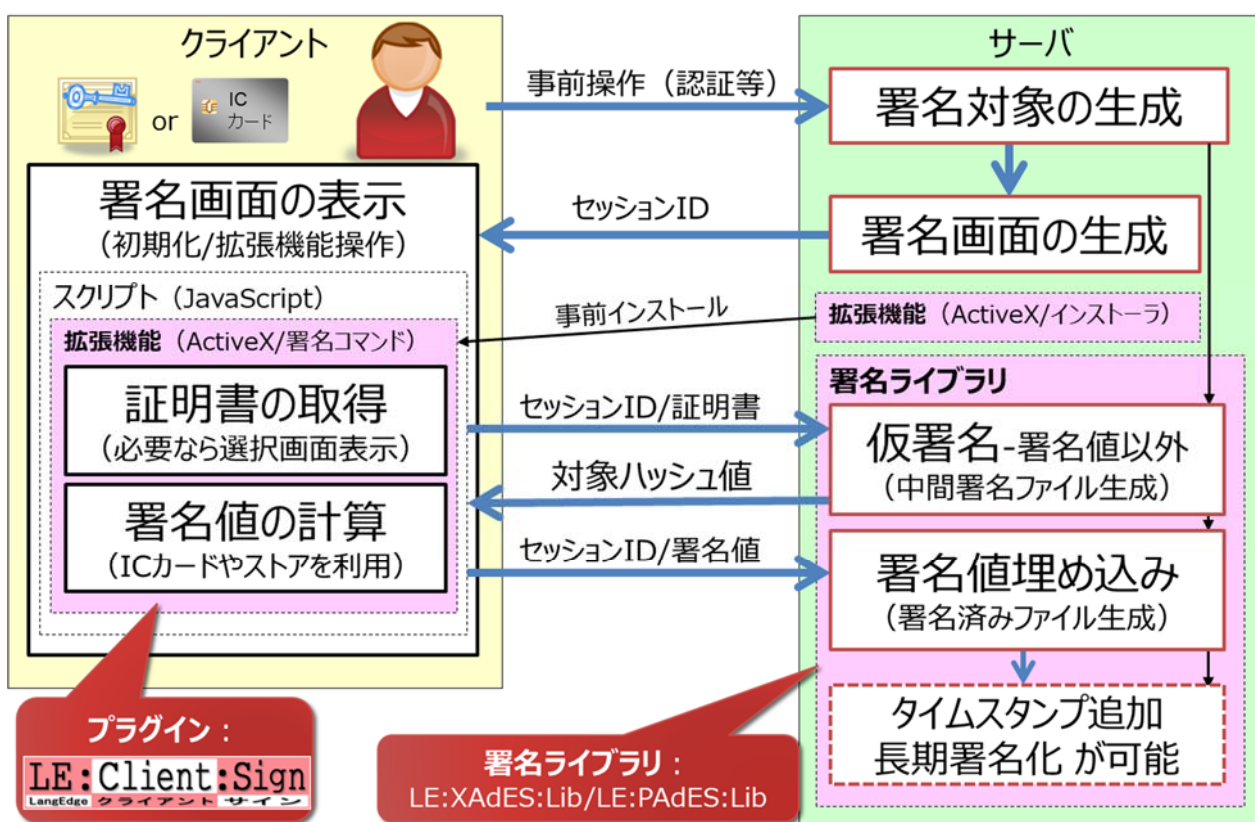 クライアント
or
IC
カード
署名画面の表示
（初期化/拡張機能操作）
スクリプト（JavaScript）
拡張機能（ActiveX/署名コマンド）
証明書の取得
（必要なら選択画面表示）
署名値の計算
（ICカードやストアを利用）
プラグイン：
LE:Client:Sign
LangEdge クライアント サイン
事前操作（認証等）
セッションID
事前インストール
セッションID/証明書
対象ハッシュ値
セッションID/署名値
署名ライブラリ：
LE:XAdES:Lib/LE:PAdES:Lib
サーバ
署名対象の生成
署名画面の生成
拡張機能（ActiveX/インストーラ）
署名ライブラリ
仮署名-署名値以外
（中間署名ファイル生成）
署名値埋め込み
（署名済みファイル生成）
タイムスタンプ追加
長期署名化 が可能